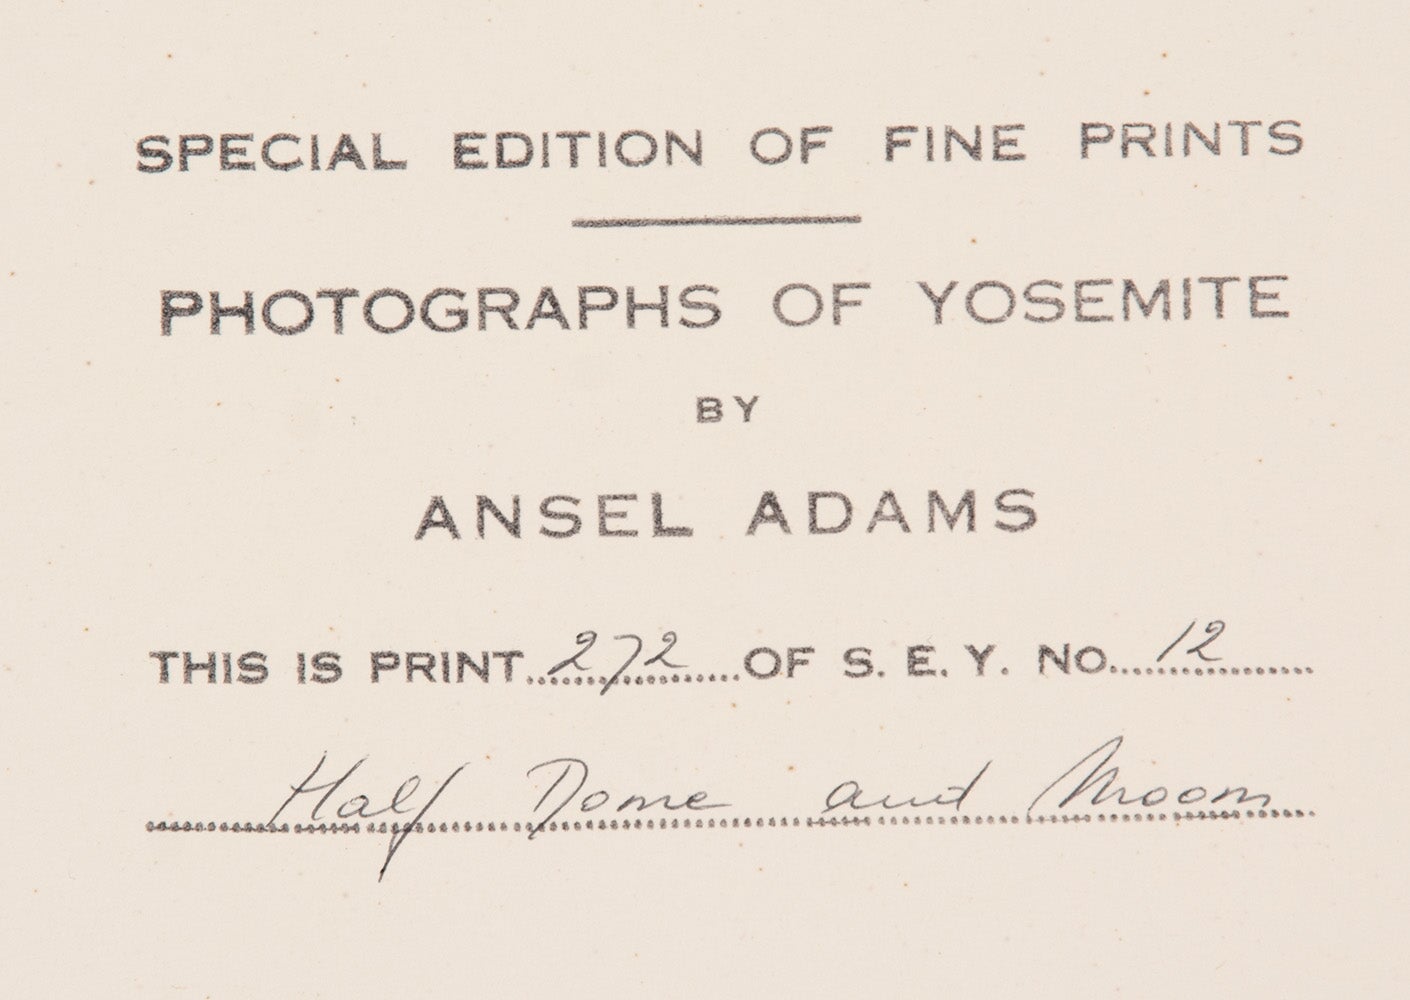 SPECIAL EDITION OF FINE PRINTS
PHOTOGRAPHS OF YOSEMITE
BY
ANSEL ADAMS
THIS IS PRINT 272 OF S. E. Y. NO. 12
Half Dome and Moon